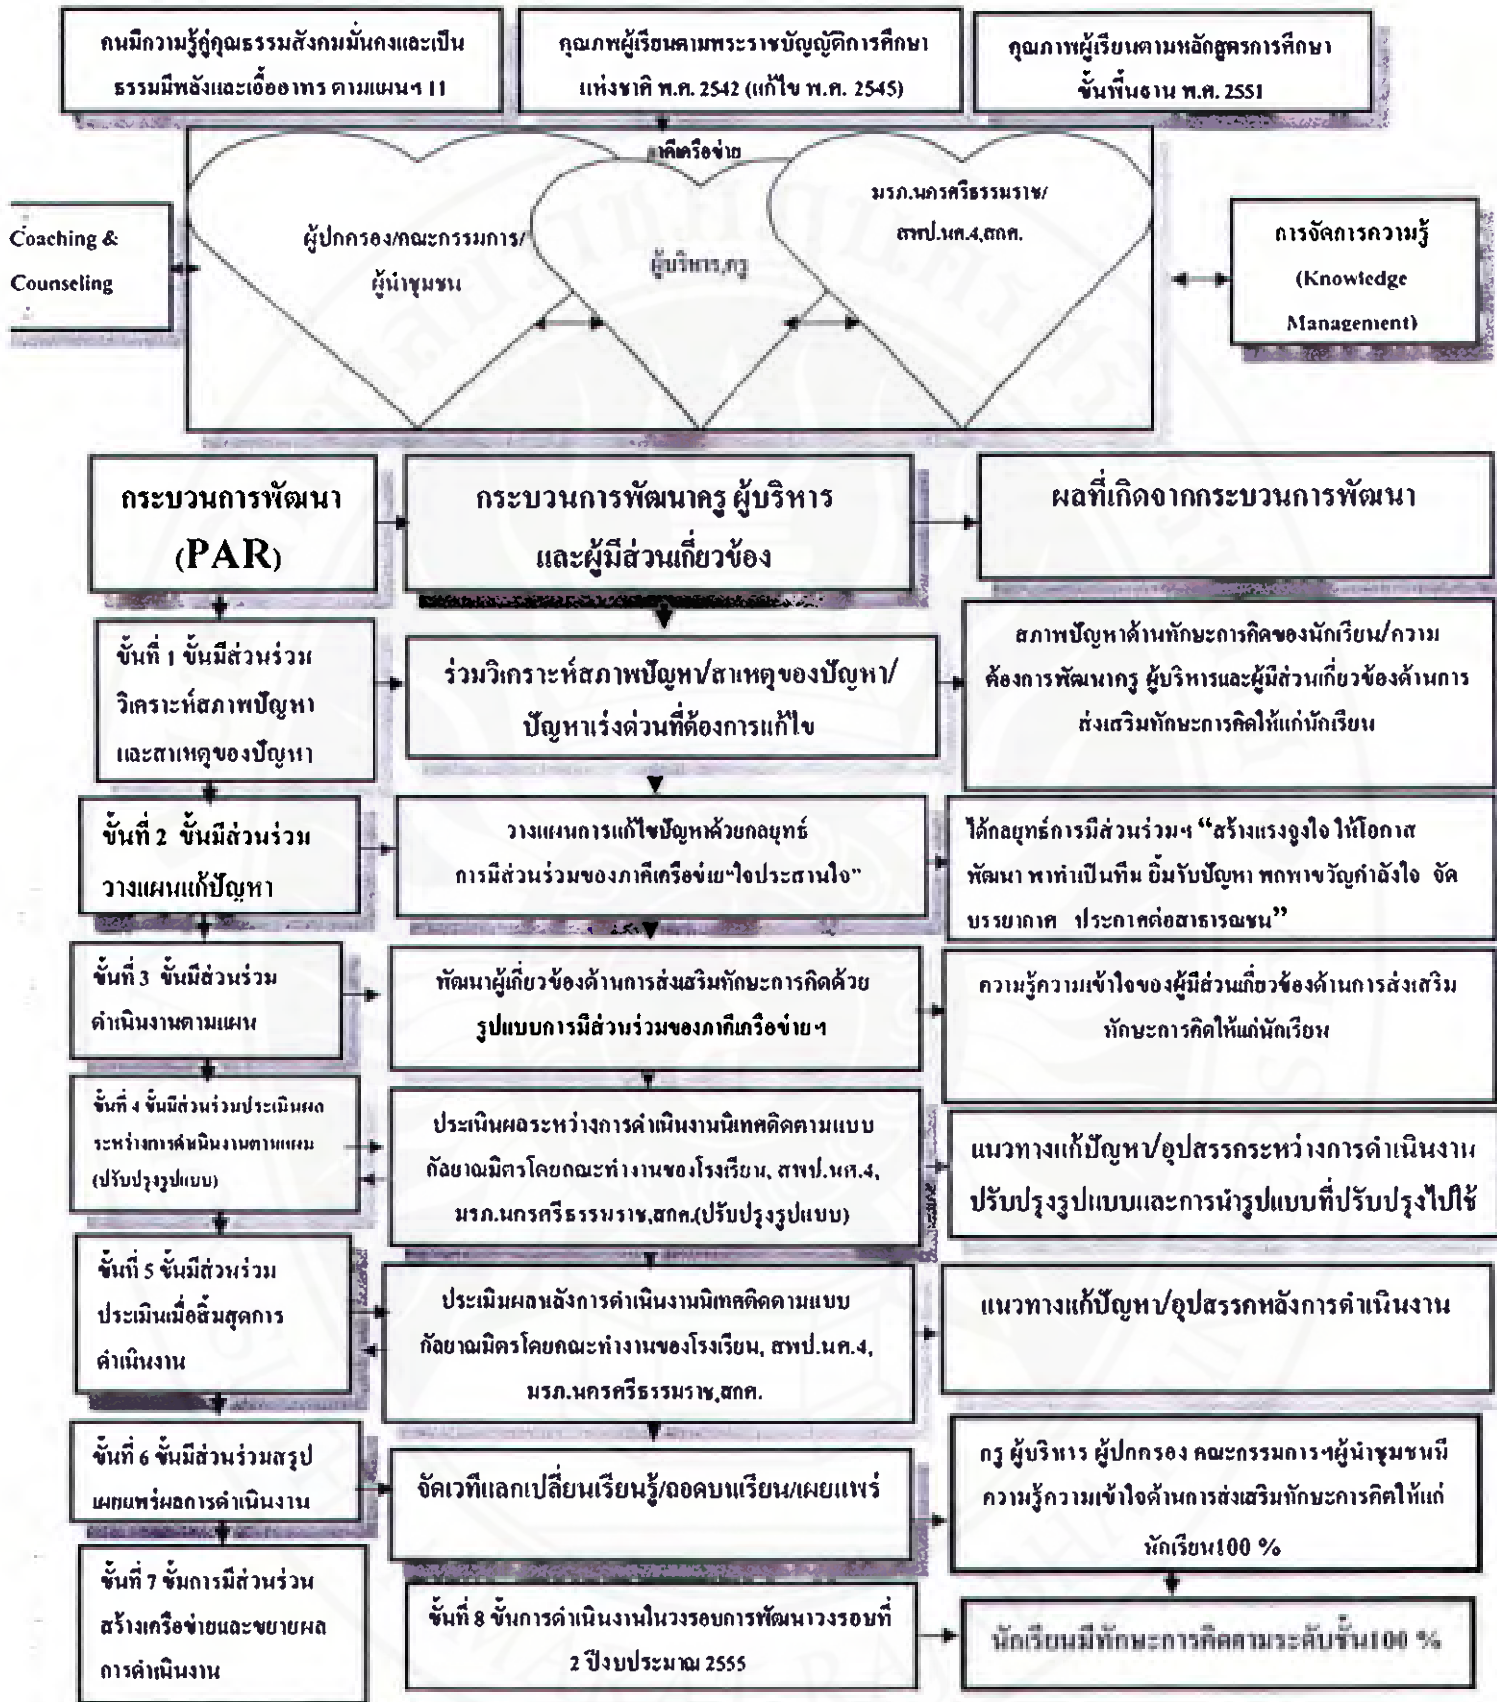 คนมีความรู้คู่คุณธรรมสังคมมั่นคงและเป็น
ธรรมมีพลังและเอื้ออาทร ตามแผนฯ 11
คุณภพผู้เรียนตามพระราชบัญญัติการศึกษา
แห่งชาติ พ.ศ. 2542 (แก้ไข พ.ศ. 2545)
คุณภาพผู้เรียนตามหลักสูตรการศึกษา
ขั้นพื้นฐาน พ.ศ. 2551
ภาคีเครือข่าย
Coaching &
Counseling
ผู้ปกครอง/คณะกรรมการ/
ผู้นำชุมชน
ผู้บริหาร,ครู
มรภ.นครศรีธรรมราช/
สพป.นศ.4,สกศ.
การจัดการความรู้
(Knowledge
Management)
กระบวนการพัฒนา
(PAR)
กระบวนการพัฒนาครู ผู้บริหาร
และผู้มีส่วนเกี่ยวข้อง
ผลที่เกิดจากกระบวนการพัฒนา
ขั้นที่ 1 ขั้นมีส่วนร่วม
วิเคราะห์สภาพปัญหา
และสาเหตุของปัญหา
ร่วมวิเคราะห์สภาพปัญหา/สาเหตุของปัญหา/
ปัญหาเร่งด่วนที่ต้องการแก้ไข
สภาพปัญหาด้านทักษะการคิดของนักเรียน/ความ
ต้องการพัฒนาครู ผู้บริหารและผู้มีส่วนเกี่ยวข้องด้านการ
ส่งเสริมทักษะการคิดให้แก่นักเรียน
ขั้นที่ 2 ขั้นมีส่วนร่วม
วางแผนแก้ปัญหา
วางแผนการแก้ไขปัญหาด้วยกลยุทธ์
การมีส่วนร่วมของภาคีเครือข่าย“ใจประสานใจ”
ได้กลยุทธ์การมีส่วนร่วมฯ “สร้างแรงจูงใจ ให้โอกาส
พัฒนา พาทำเป็นทีม ยิ้มรับปัญหา พกพาขวัญกำลังใจ จัด
บรรยากาศ ประกาศต่อสาธารณชน”
ขั้นที่ 3 ขั้นมีส่วนร่วม
ดำเนินงานตามแผน
พัฒนาผู้เกี่ยวข้องด้านการส่งเสริมทักษะการคิดด้วย
รูปแบบการมีส่วนร่วมของภาคีเครือข่ายฯ
ความรู้ความเข้าใจของผู้มีส่วนเกี่ยวข้องด้านการส่งเสริม
ทักษะการคิดให้แก่นักเรียน
ขั้นที่ 4 ขั้นมีส่วนร่วมประเมินผล
ระหว่างการดำเนินงานตามแผน
(ปรับปรุงรูปแบบ)
ประเมินผลระหว่างการดำเนินงานนิเทศติดตามแบบ
กัลยาณมิตรโดยคณะทำงานของโรงเรียน, สพป.นศ.4,
มรภ.นครศรีธรรมราช,สกศ.(ปรับปรุงรูปแบบ)
แนวทางแก้ปัญหา/อุปสรรคระหว่างการดำเนินงาน
ปรับปรุงรูปแบบและการนำรูปแบบที่ปรับปรุงไปใช้
ขั้นที่ 5 ขั้นมีส่วนร่วม
ประเมินเมื่อสิ้นสุดการ
ดำเนินงาน
ประเมินผลหลังการดำเนินงานนิเทศติดตามแบบ
กัลยาณมิตรโดยคณะทำงานของโรงเรียน, สพป.นศ.4,
มรภ.นครศรีธรรมราช,สกศ.
แนวทางแก้ปัญหา/อุปสรรคหลังการดำเนินงาน
ขั้นที่ 6 ขั้นมีส่วนร่วมสรุป
เผยแพร่ผลการดำเนินงาน
จัดเวทีแลกเปลี่ยนเรียนรู้/ถอดบทเรียน/เผยแพร่
ครู ผู้บริหาร ผู้ปกครอง คณะกรรมการฯผู้นำชุมชนมี
ความรู้ความเข้าใจด้านการส่งเสริมทักษะการคิดให้แก่
นักเรียน100 %
ขั้นที่ 7 ขั้นการมีส่วนร่วม
สร้างเครือข่ายและขยายผล
การดำเนินงาน
ขั้นที่ 8 ขั้นการดำเนินงานในวงรอบการพัฒนาวงรอบที่
2 ปีงบประมาณ 2555
นักเรียนมีทักษะการคิดตามระดับชั้น100 %